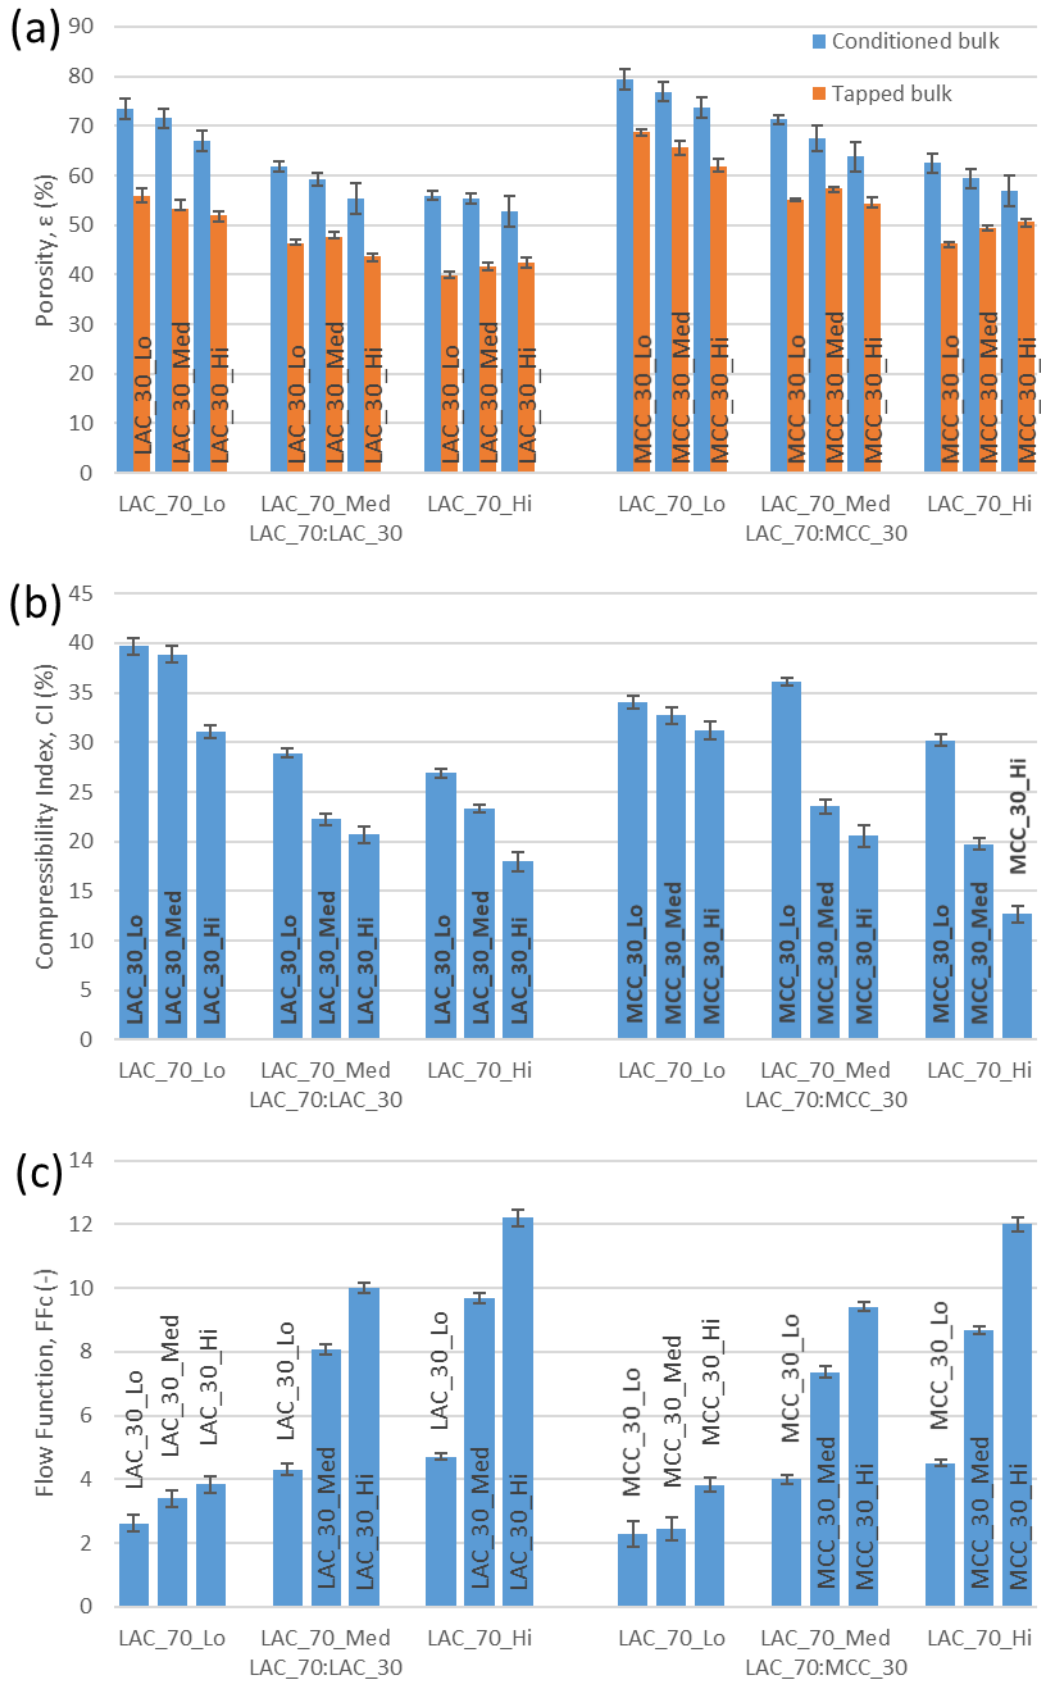 (a)
90
80
70
60
50
40
30
20
10
0
Porosity, ε (%)
Conditioned bulk
Tapped bulk
LAC_30_Lo
LAC_30_Med
LAC_30_Hi
LAC_30_Lo
LAC_30_Med
LAC_30_Hi
LAC_30_Lo
LAC_30_Med
LAC_30_Hi
MCC_30_Lo
MCC_30_Med
MCC_30_Hi
MCC_30_Lo
MCC_30_Med
MCC_30_Hi
MCC_30_Lo
MCC_30_Med
MCC_30_Hi
LAC_70_Lo LAC_70_Med LAC_70_Hi LAC_70_Lo LAC_70_Med LAC_70_Hi
LAC_70:LAC_30 LAC_70:MCC_30
(b)
45
40
35
30
25
20
15
10
5
0
Compressibility Index, CI (%)
LAC_30_Lo
LAC_30_Med
LAC_30_Hi
LAC_30_Lo
LAC_30_Med
LAC_30_Hi
LAC_30_Lo
LAC_30_Med
LAC_30_Hi
MCC_30_Lo
MCC_30_Med
MCC_30_Hi
MCC_30_Lo
MCC_30_Med
MCC_30_Hi
MCC_30_Lo
MCC_30_Med
MCC_30_Hi
LAC_70_Lo LAC_70_Med LAC_70_Hi LAC_70_Lo LAC_70_Med LAC_70_Hi
LAC_70:LAC_30 LAC_70:MCC_30
(c)
14
12
10
8
6
4
2
0
Flow Function, FFc (-)
LAC_30_Lo
LAC_30_Med
LAC_30_Hi
LAC_30_Lo
LAC_30_Med
LAC_30_Hi
LAC_30_Lo
LAC_30_Med
LAC_30_Hi
MCC_30_Lo
MCC_30_Med
MCC_30_Hi
MCC_30_Lo
MCC_30_Med
MCC_30_Hi
MCC_30_Lo
MCC_30_Med
MCC_30_Hi
LAC_70_Lo LAC_70_Med LAC_70_Hi LAC_70_Lo LAC_70_Med LAC_70_Hi
LAC_70:LAC_30 LAC_70:MCC_30